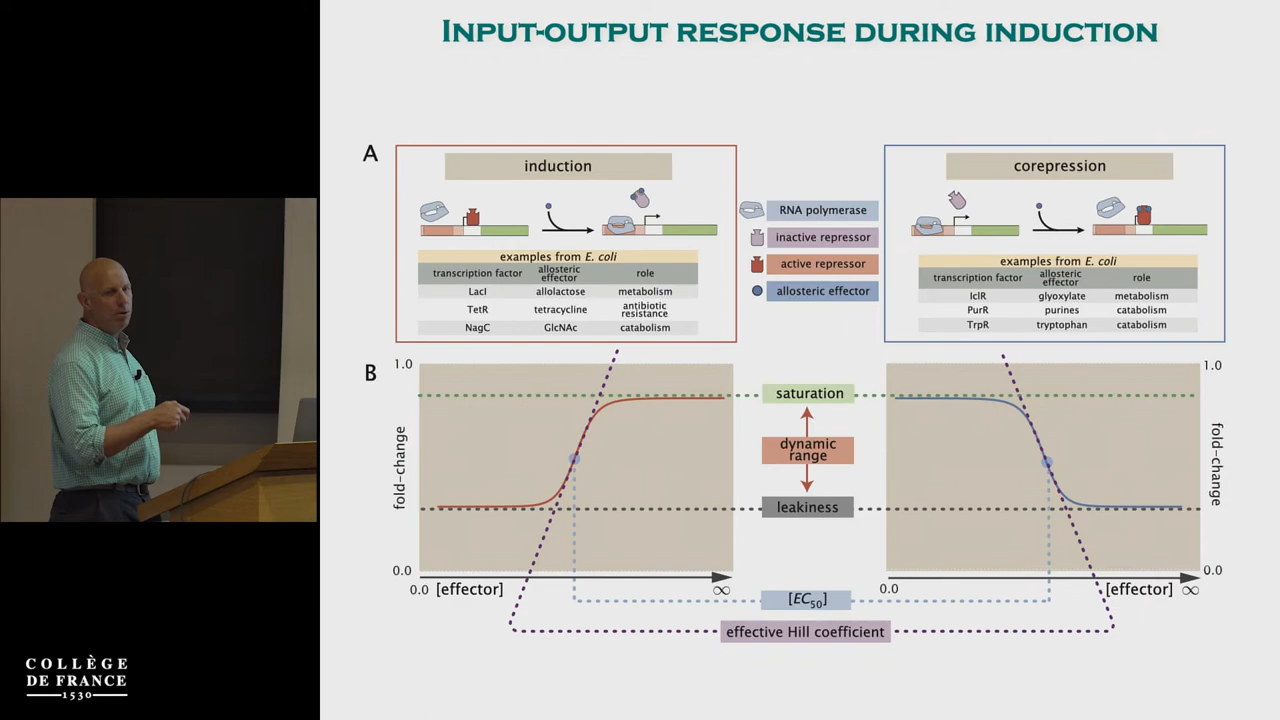 INPUT-OUTPUT RESPONSE DURING INDUCTION
A
induction
examples from E. coli
transcription factor allosteric effector role
LacI allolactose metabolism
TetR tetracycline antibiotic resistance
NagC GlcNAc catabolism
RNA polymerase
inactive repressor
active repressor
allosteric effector
corepression
examples from E. coli
transcription factor allosteric effector role
IclR glyoxylate metabolism
PurR purines catabolism
TrpR tryptophan catabolism
B
1.0
fold-change
0.0
0.0 [effector] ∞
saturation
dynamic
range
leakiness
[EC50]
effective Hill coefficient
1.0
fold-change
0.0
0.0 [effector] ∞
COLLÈGE
DE FRANCE
1530